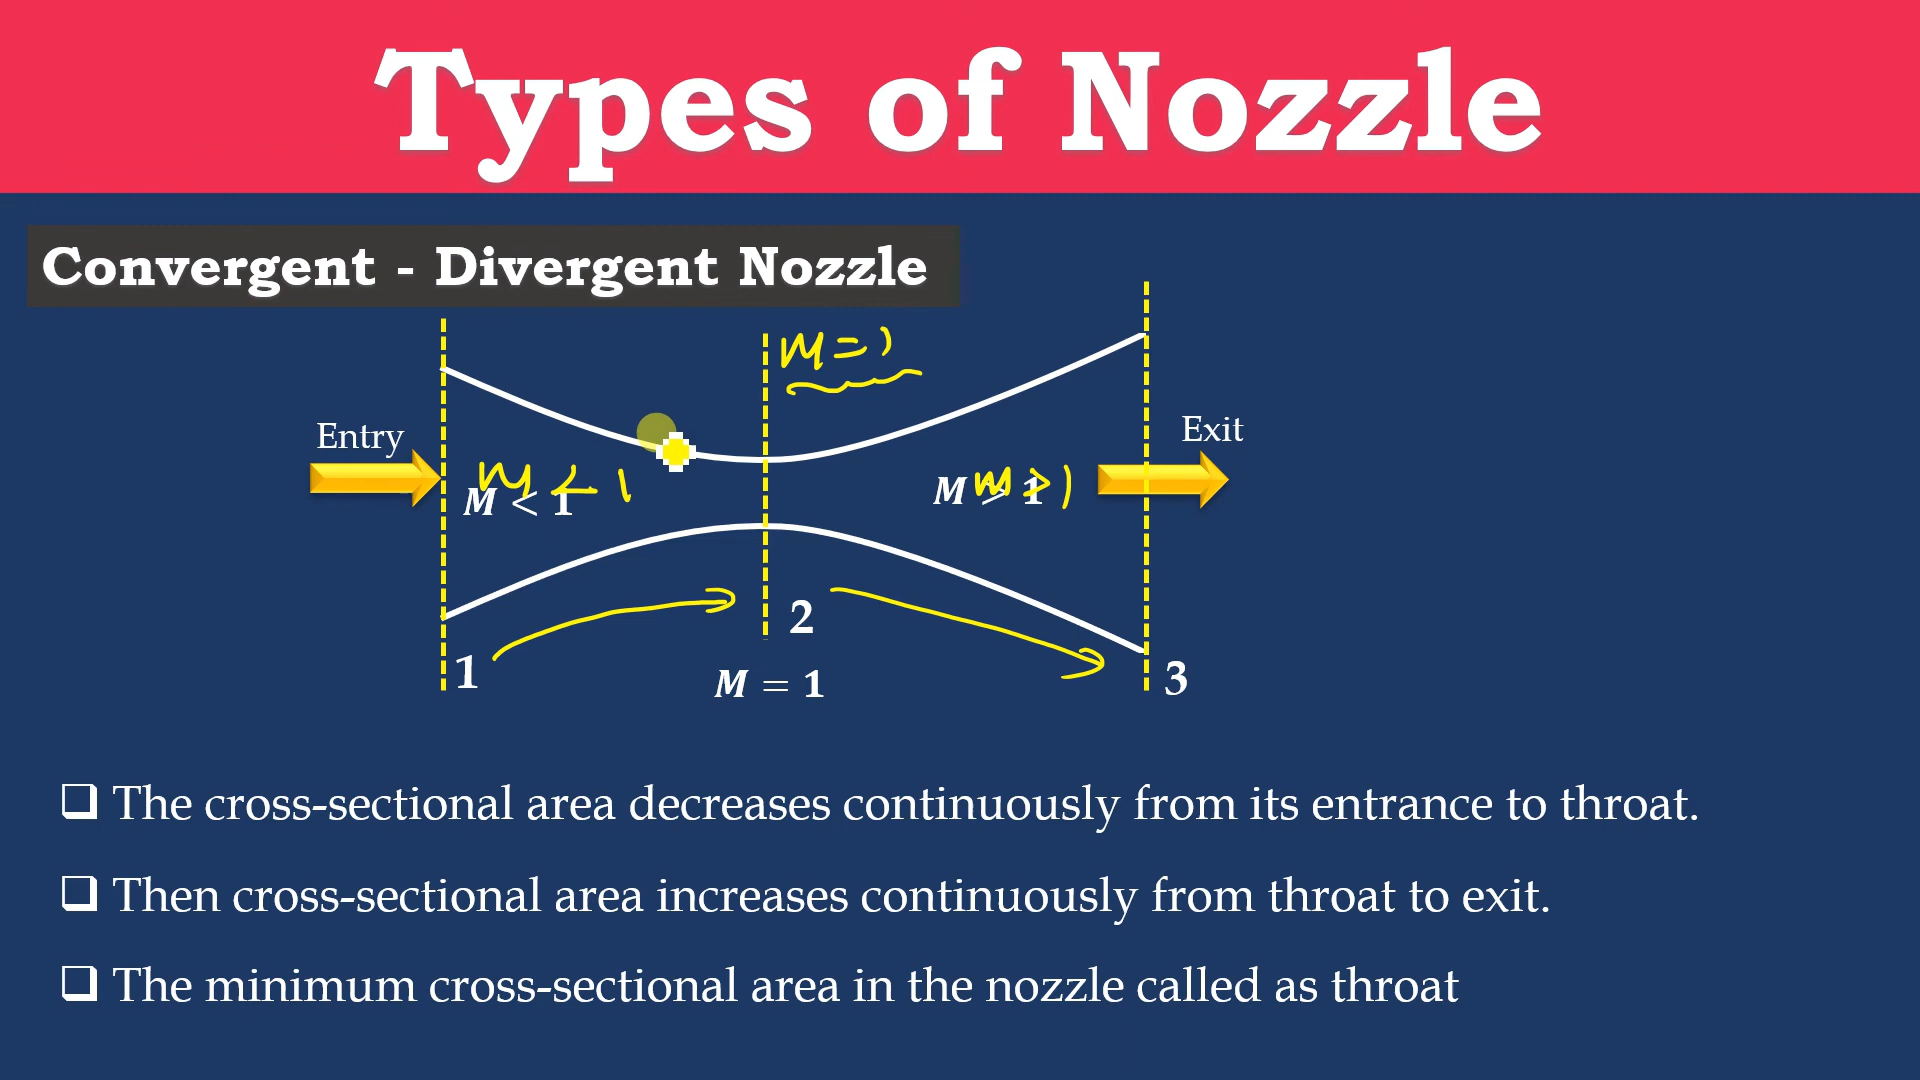 Types of Nozzle
Convergent - Divergent Nozzle
M = 1
Entry
Exit
M < 1
M < 1
M > 1
M > 1
2
1
3
M = 1
❑ The cross-sectional area decreases continuously from its entrance to throat.
❑ Then cross-sectional area increases continuously from throat to exit.
❑ The minimum cross-sectional area in the nozzle called as throat